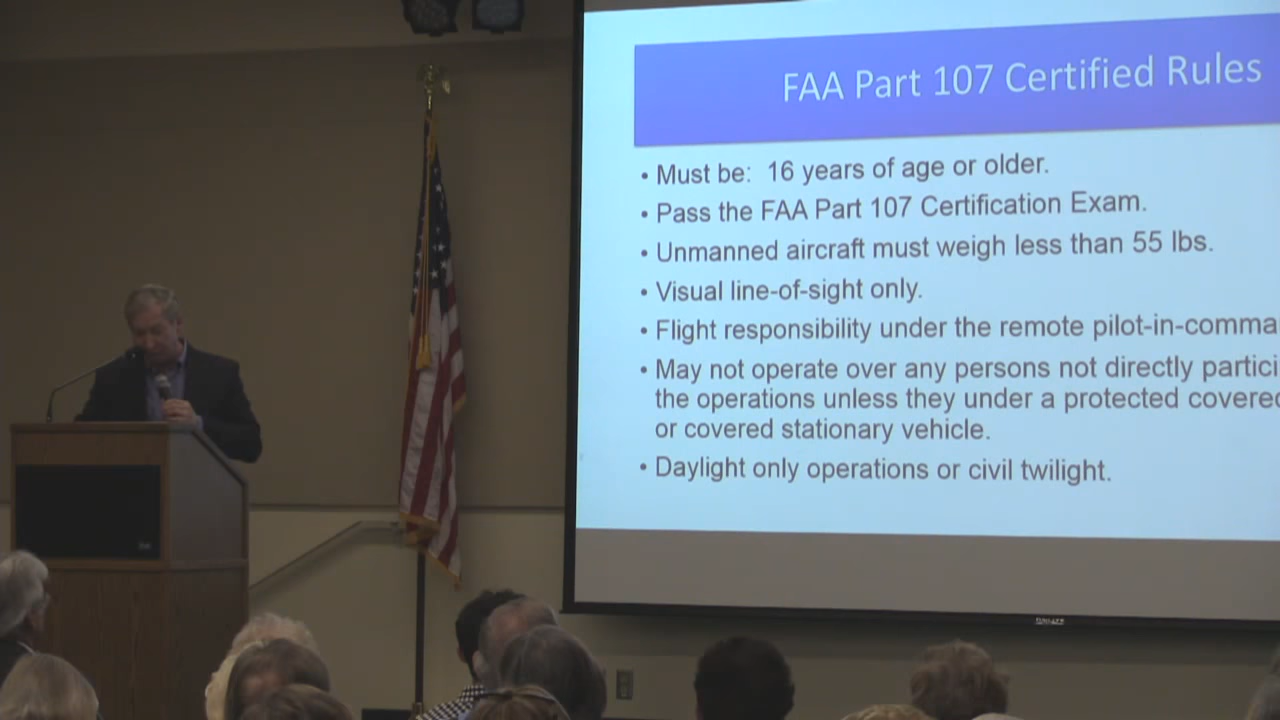 FAA Part 107 Certified Rules
• Must be: 16 years of age or older.
• Pass the FAA Part 107 Certification Exam.
• Unmanned aircraft must weigh less than 55 lbs.
• Visual line-of-sight only.
• Flight responsibility under the remote pilot-in-comma
• May not operate over any persons not directly partici
the operations unless they under a protected covered
or covered stationary vehicle.
• Daylight only operations or civil twilight.